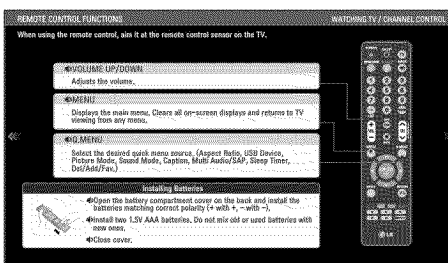 REMOTE CONTROL FUNCTIONS
WATCHING TV / CHANNEL CONTROL
When using the remote control, aim it at the remote control sensor on the TV.
VOLUME UP/DOWN
Adjusts the volume.
MENU
Displays the main menu. Clears all on-screen displays and returns to TV
viewing from any menu.
Q.MENU
Select the desired quick menu source. (Aspect Ratio, USB Device,
Picture Mode, Sound Mode, Caption, Multi Audio/SAP, Sleep Timer,
Del/Add/Fav.)
Installing Batteries
Open the battery compartment cover on the back and install the
batteries matching correct polarity (+ with +, - with -).
Install two 1.5V AAA batteries. Do not mix old or used batteries with
new ones.
Close cover.
LG